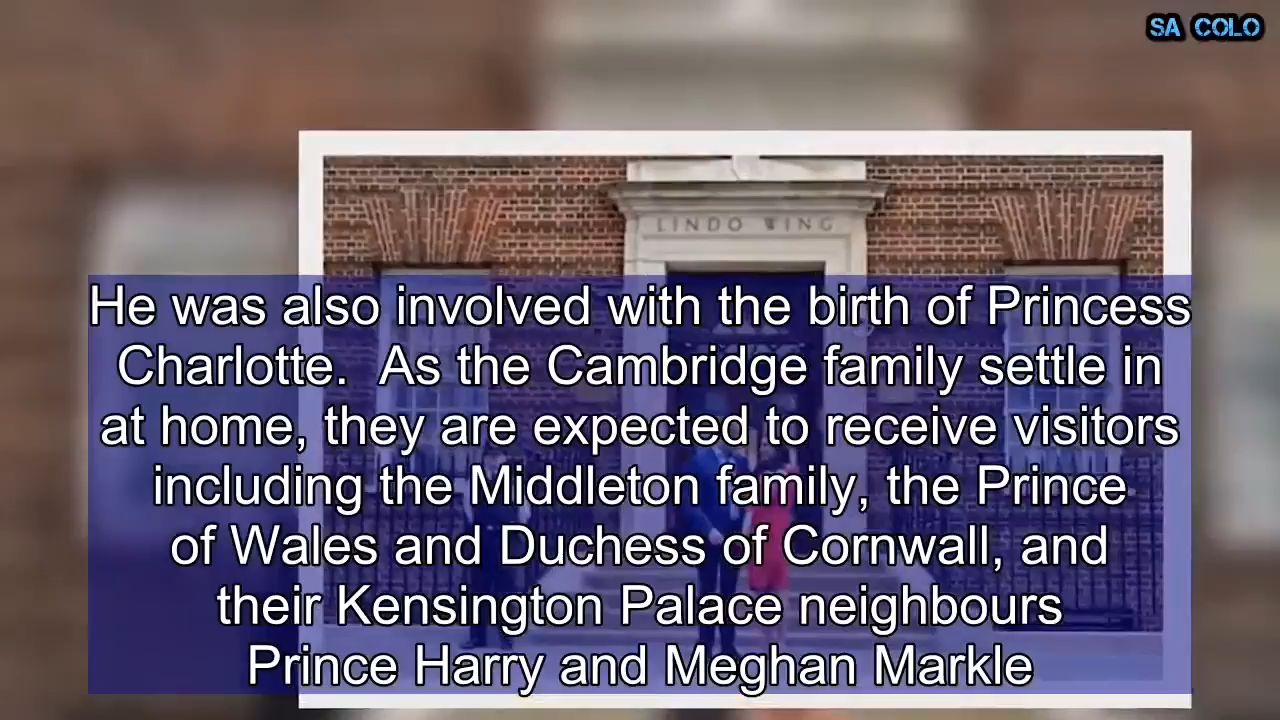 SA COLO
LINDO WING
He was also involved with the birth of Princess
Charlotte.  As the Cambridge family settle in
at home, they are expected to receive visitors
including the Middleton family, the Prince
of Wales and Duchess of Cornwall, and
their Kensington Palace neighbours
Prince Harry and Meghan Markle